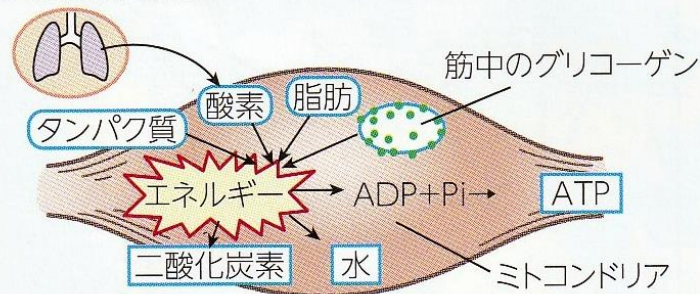 筋中のグリコーゲン
酸素
脂肪
タンパク質
エネルギー
ADP+Pi→
ATP
二酸化炭素
水
ミトコンドリア